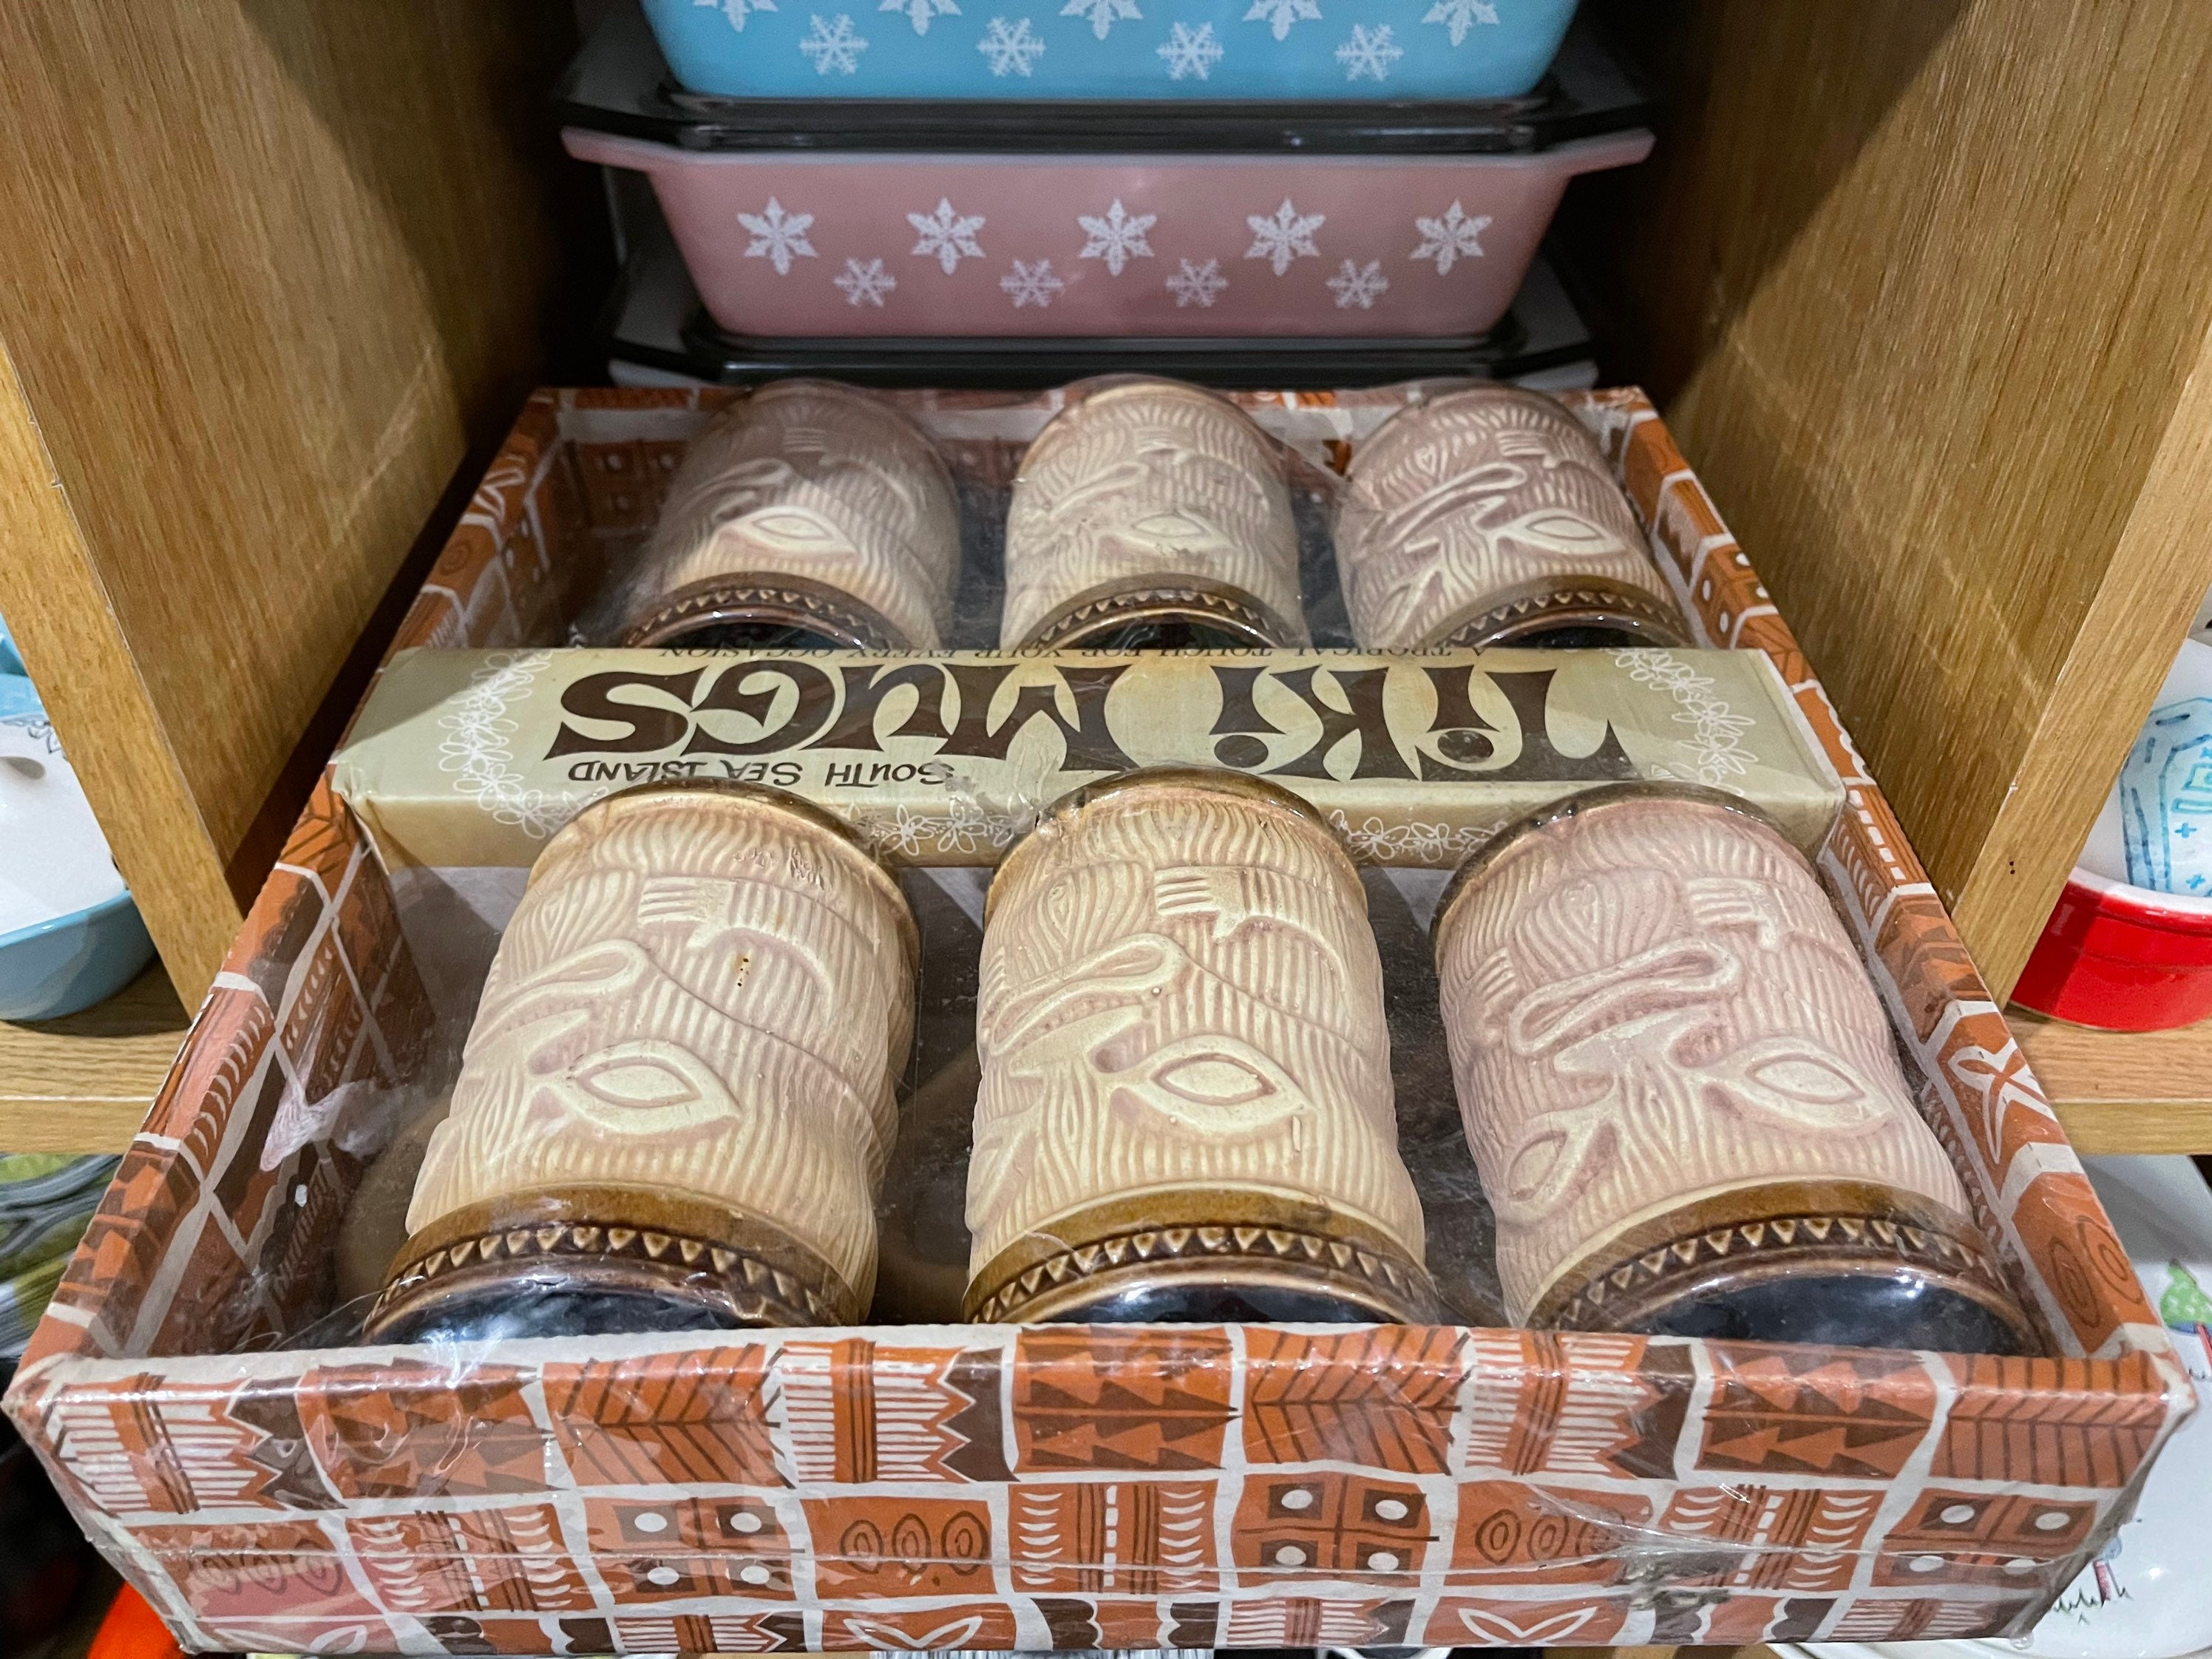 SOUTH SEA ISLAND
TIKI MUGS
A TROPICAL TOUCH FOR YOUR EVERY OCCASION